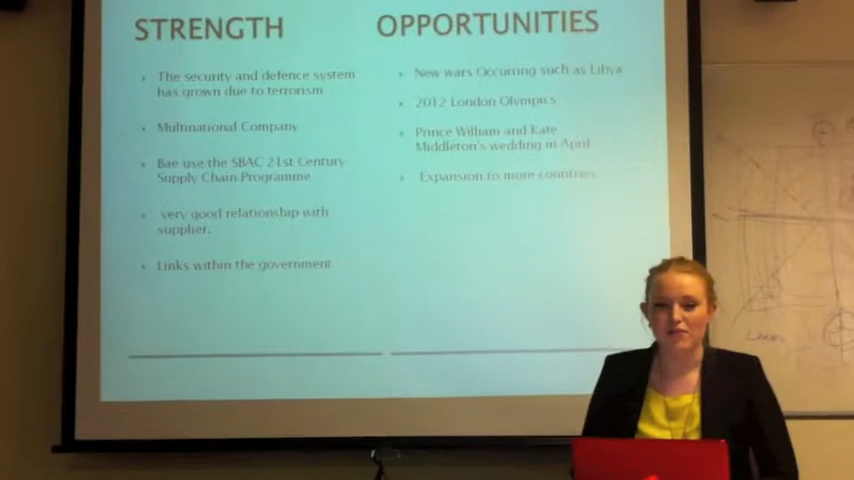 STRENGTH
The security and defence system
has grown due to terrorism
Multinational Company
Bae use the SBAC 21st Century
Supply Chain Programme
very good relationship with
supplier.
Links within the government
OPPORTUNITIES
New wars Occurring such as Libya
2012 London Olympics
Prince William and Kate
Middleton's wedding in April
Expansion to more countries